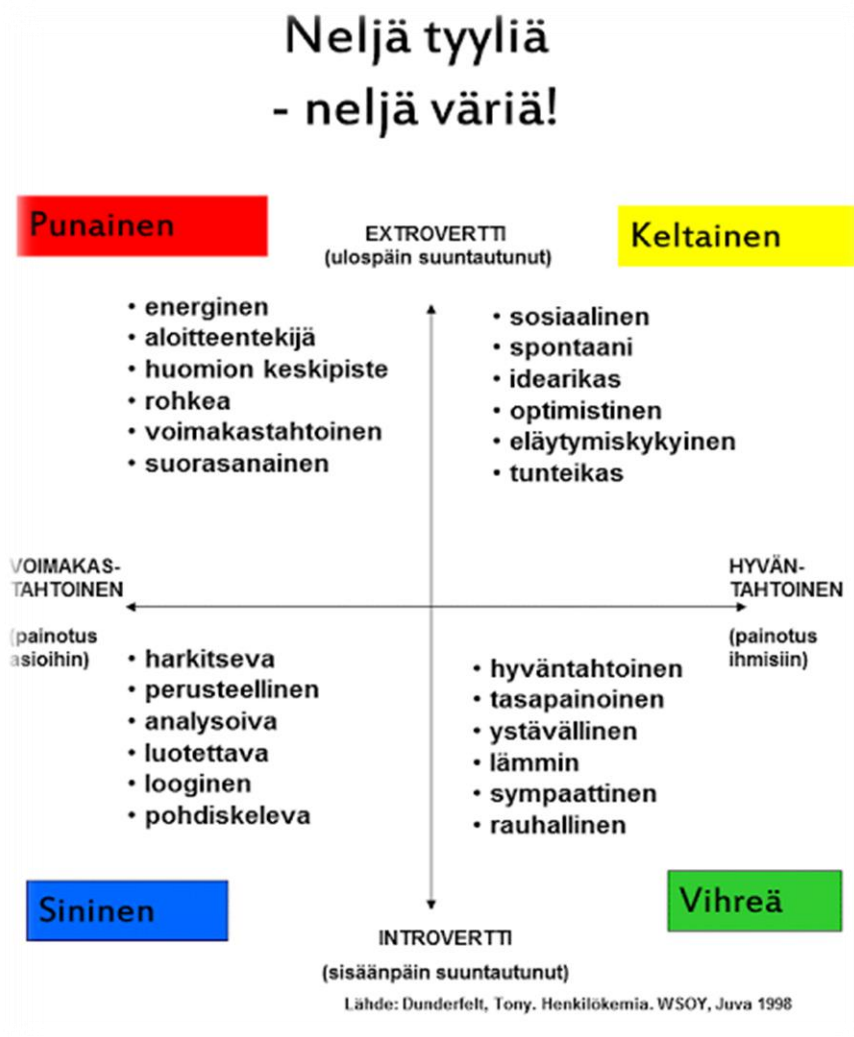 Neljä tyyliä
- neljä väriä!
Punainen
EXTROVERTTI
(ulospäin suuntautunut)
Keltainen
• energinen
• aloitteentekijä
• huomion keskipiste
• rohkea
• voimakastahtoinen
• suorasanainen
• sosiaalinen
• spontaani
• idearikas
• optimistinen
• eläytymiskykyinen
• tunteikas
VOIMAKAS-
TAHTOINEN
(painotus
asioihin)
HYVÄN-
TAHTOINEN
(painotus
ihmisiin)
• harkitseva
• perusteellinen
• analysoiva
• luotettava
• looginen
• pohdiskeleva
• hyväntahtoinen
• tasapainoinen
• ystävällinen
• lämmin
• sympaattinen
• rauhallinen
Sininen
INTROVERTTI
(sisäänpäin suuntautunut)
Vihreä
Lähde: Dunderfelt, Tony. Henkilökemia. WSOY, Juva 1998